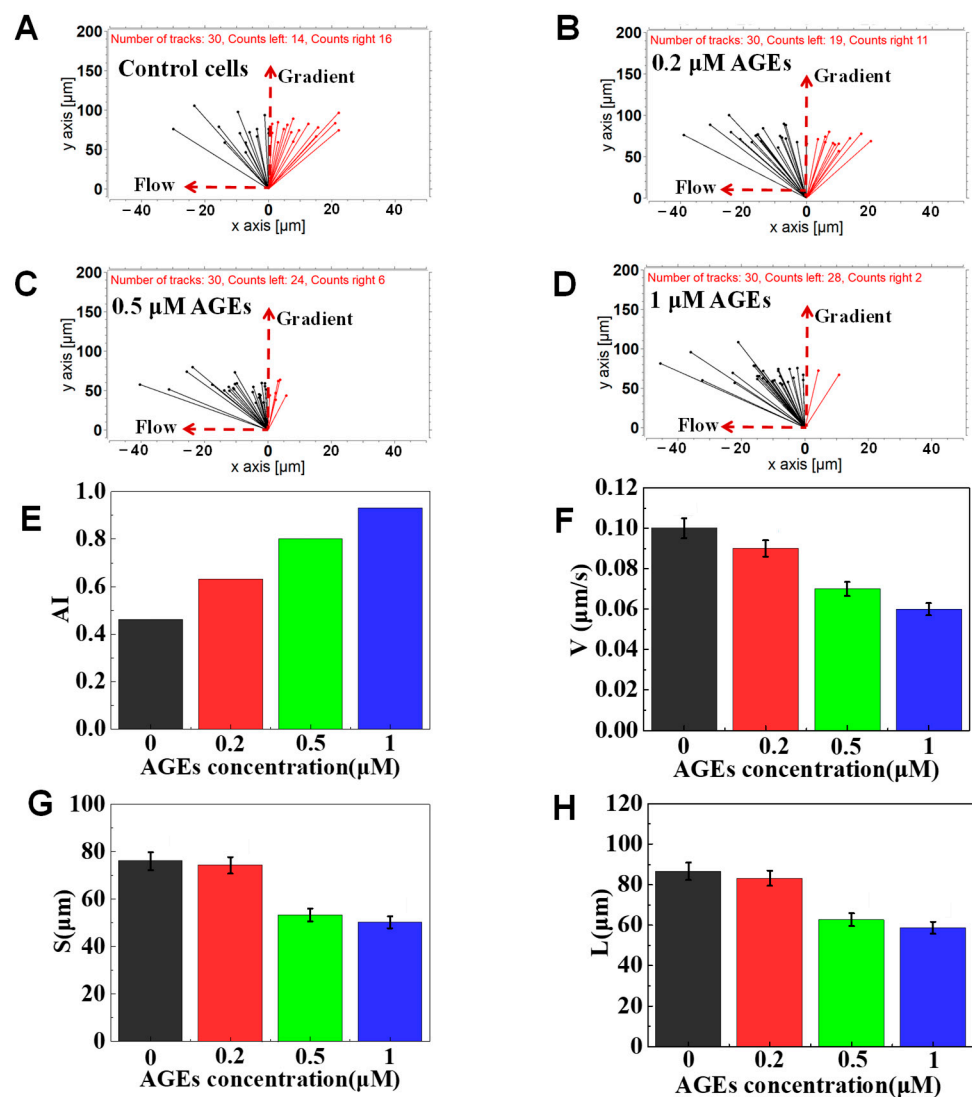 A
Number of tracks: 30, Counts left: 14, Counts right 16
Control cells
Gradient
Flow
y axis [µm]
200
150
100
50
0
−40 −20 0 20 40
x axis [µm]
B
Number of tracks: 30, Counts left: 19, Counts right 11
0.2 µM AGEs
Gradient
Flow
y axis [µm]
200
150
100
50
0
−40 −20 0 20 40
x axis [µm]
C
Number of tracks: 30, Counts left: 24, Counts right 6
0.5 µM AGEs
Gradient
Flow
y axis [µm]
200
150
100
50
0
−40 −20 0 20 40
x axis [µm]
D
Number of tracks: 30, Counts left: 28, Counts right 2
1 µM AGEs
Gradient
Flow
y axis [µm]
200
150
100
50
0
−40 −20 0 20 40
x axis [µm]
E
AI
1.0
0.8
0.6
0.4
0.2
0.0
0 0.2 0.5 1
AGEs concentration(µM)
F
V (µm/s)
0.12
0.10
0.08
0.06
0.04
0.02
0.00
0 0.2 0.5 1
AGEs concentration(µM)
G
S(µm)
100
80
60
40
20
0
0 0.2 0.5 1
AGEs concentration(µM)
H
L(µm)
120
100
80
60
40
20
0
0 0.2 0.5 1
AGEs concentration(µM)